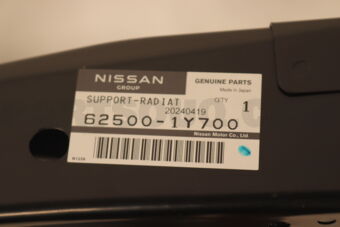 NISSAN
GROUP
GENUINE PARTS
Made in Japan
SUPPORT-RADIAT
QTY 1
20240419
62500-1Y700
Nissan Motor Co., Ltd.